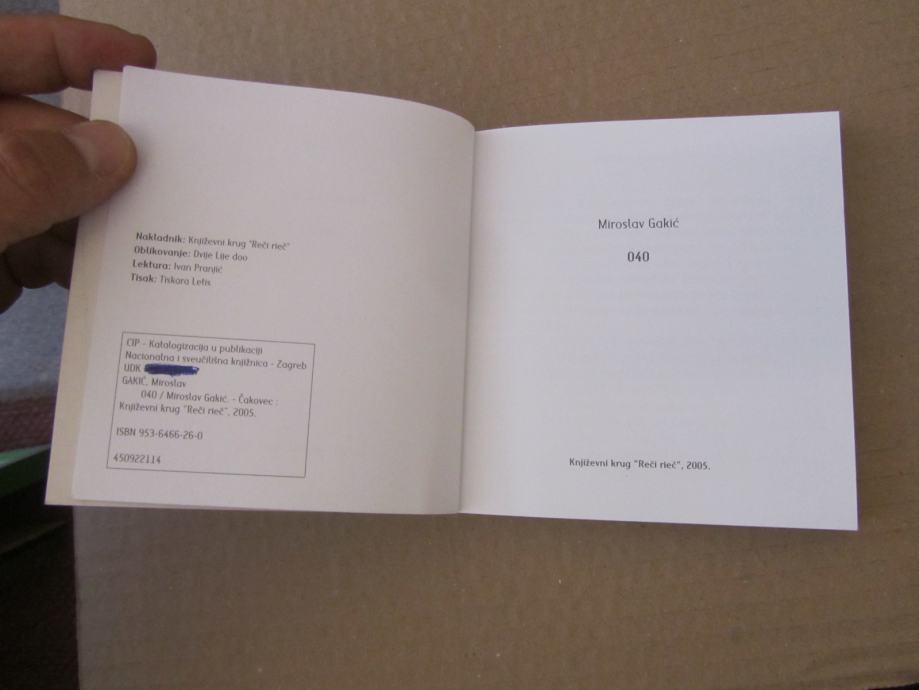 Nakladnik: Književni krug "Reči rieč"
Oblikovanje: Dvije Lije doo
Lektura: Ivan Pranjić
Tisak: Tiskara Letis
CIP - Katalogizacija u publikaciji
Nacionalna i sveučilišna knjižnica - Zagreb
UDK
GAKIĆ, Miroslav
040 / Miroslav Gakić. - Čakovec :
Književni krug "Reči rieč", 2005.
ISBN 953-6466-26-0
450922114
Miroslav Gakić
040
Književni krug "Reči rieč", 2005.